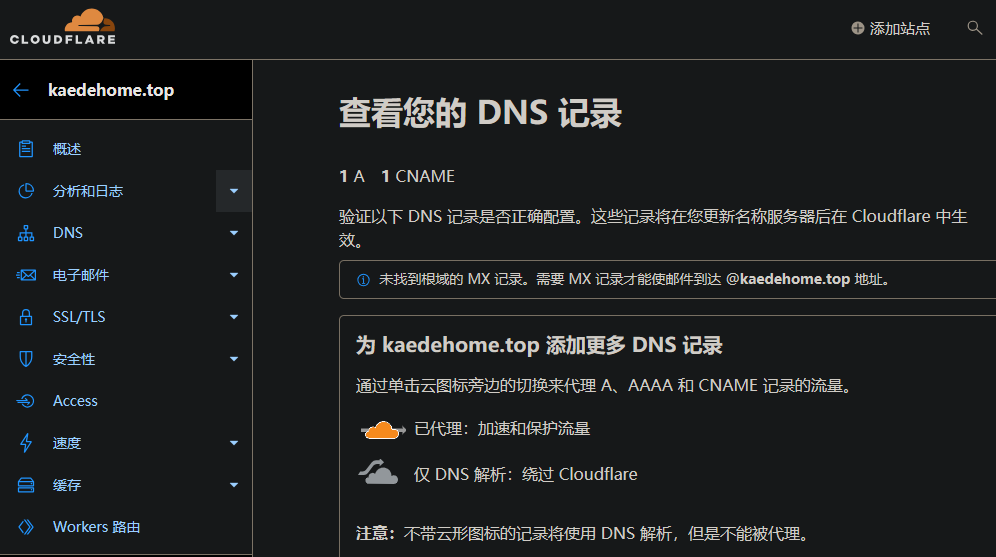 CLOUDFLARE
添加站点
kaedehome.top
概述
分析和日志
DNS
电子邮件
SSL/TLS
安全性
Access
速度
缓存
Workers 路由
查看您的 DNS 记录
1 A 1 CNAME
验证以下 DNS 记录是否正确配置。这些记录将在您更新名称服务器后在 Cloudflare 中生
效。
未找到根域的 MX 记录。需要 MX 记录才能使邮件到达 @kaedehome.top 地址。
为 kaedehome.top 添加更多 DNS 记录
通过单击云图标旁边的切换来代理 A、AAAA 和 CNAME 记录的流量。
已代理：加速和保护流量
仅 DNS 解析：绕过 Cloudflare
注意：不带云形图标的记录将使用 DNS 解析，但是不能被代理。